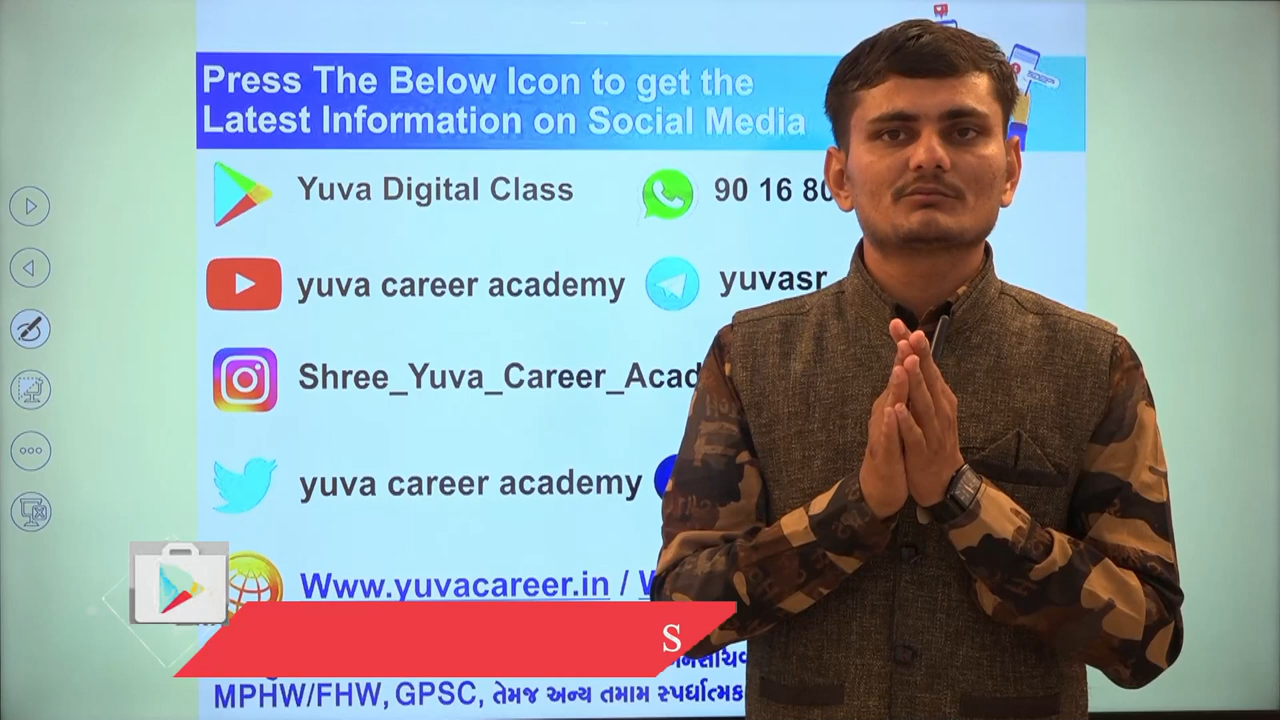 Press The Below Icon to get the
Latest Information on Social Media
Yuva Digital Class
90 16 80
yuva career academy
yuvasr
Shree_Yuva_Career_Acad
yuva career academy
Www.yuvacareer.in /
S
MPHW/FHW, GPSC, તેમજ અન્ય તમામ સ્પર્ધાત્મક